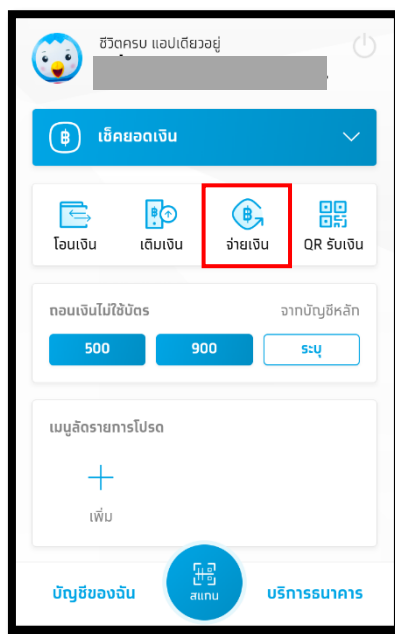 ชีวิตครบ แอปเดียวอยู่
เช็คยอดเงิน
โอนเงิน เติมเงิน จ่ายเงิน QR รับเงิน
ถอนเงินไม่ใช้บัตร จากบัญชีหลัก
500 900 ระบุ
เมนูลัดรายการโปรด
เพิ่ม
บัญชีของฉัน สแกน บริการธนาคาร